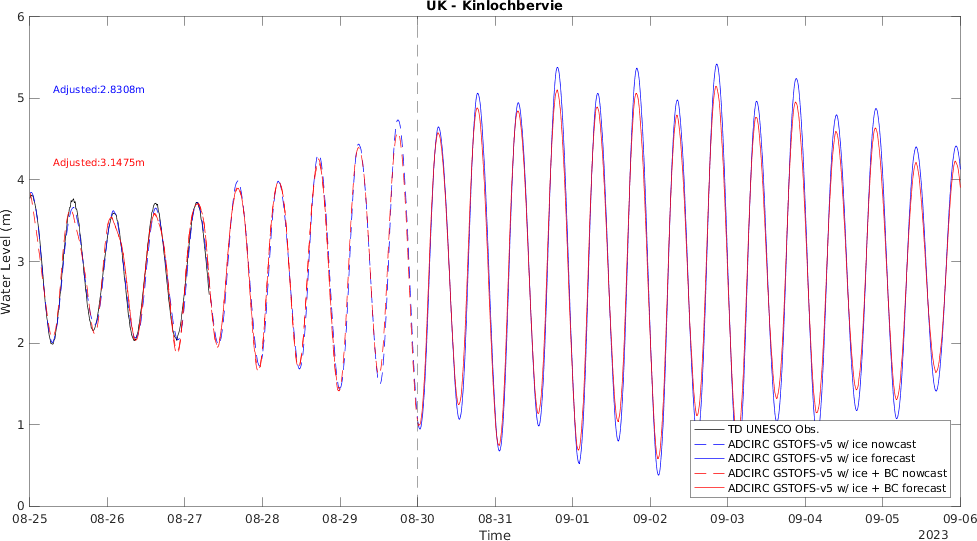 UK - Kinlochbervie
6
5
4
3
2
1
0
Water Level (m)
Adjusted:2.8308m
Adjusted:3.1475m
TD UNESCO Obs.
ADCIRC GSTOFS-v5 w/ ice nowcast
ADCIRC GSTOFS-v5 w/ ice forecast
ADCIRC GSTOFS-v5 w/ ice + BC nowcast
ADCIRC GSTOFS-v5 w/ ice + BC forecast
08-25 08-26 08-27 08-28 08-29 08-30 08-31 09-01 09-02 09-03 09-04 09-05 09-06
Time
2023